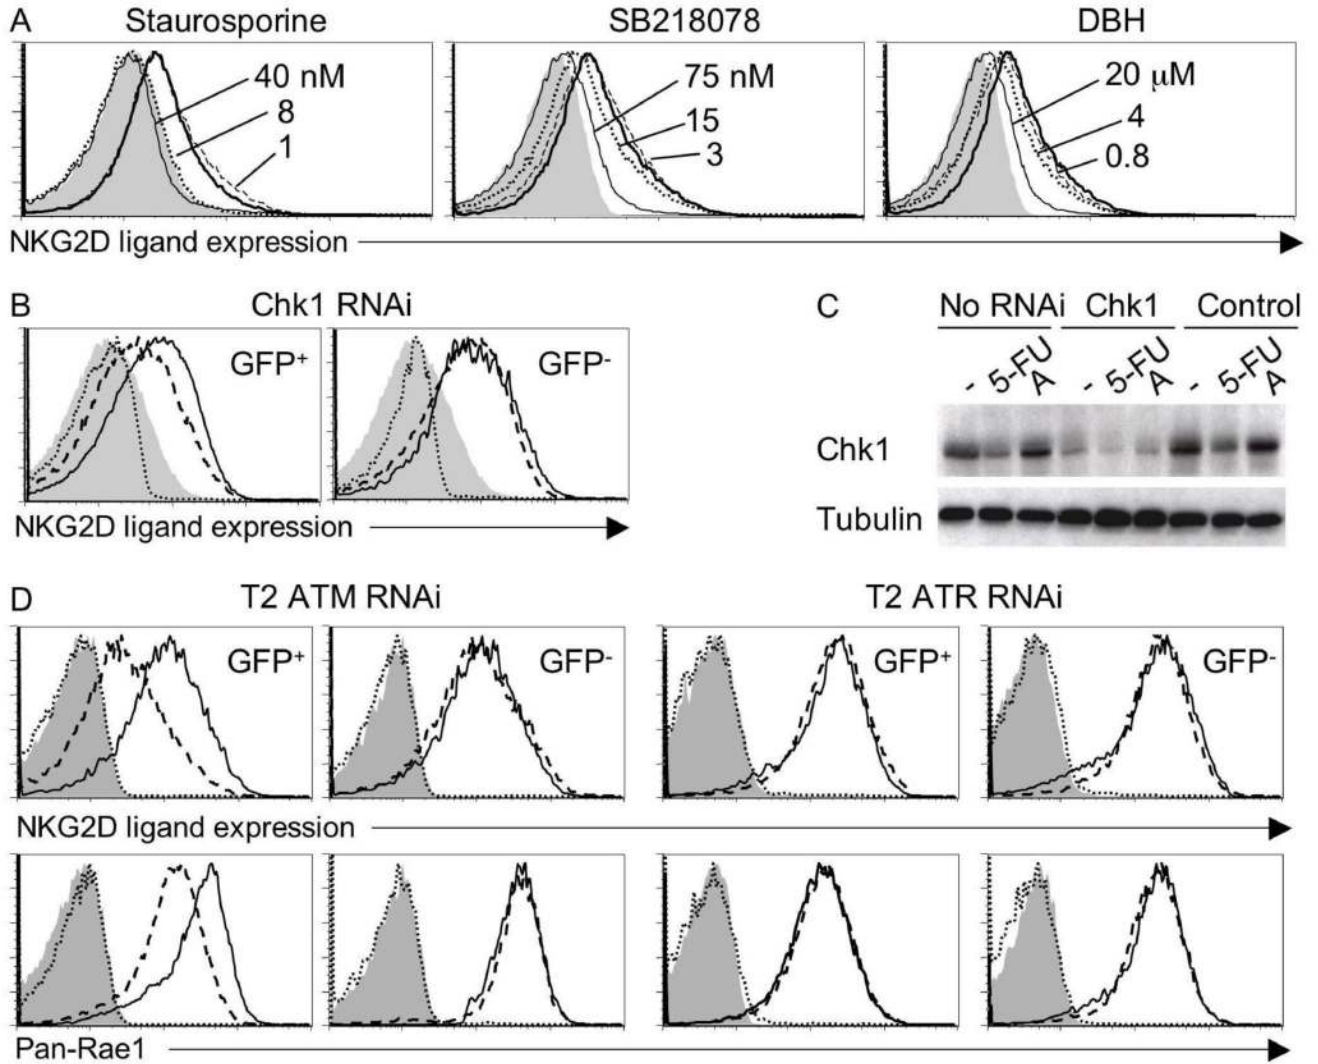 A
Staurosporine
SB218078
DBH
40 nM
8
1
75 nM
15
3
20 μM
4
0.8
NKG2D ligand expression
B
Chk1 RNAi
GFP+
GFP-
NKG2D ligand expression
C
No RNAi Chk1 Control
- 5-FU A - 5-FU A - 5-FU A
Chk1
Tubulin
D
T2 ATM RNAi
T2 ATR RNAi
GFP+
GFP-
GFP+
GFP-
NKG2D ligand expression
Pan-Rae1